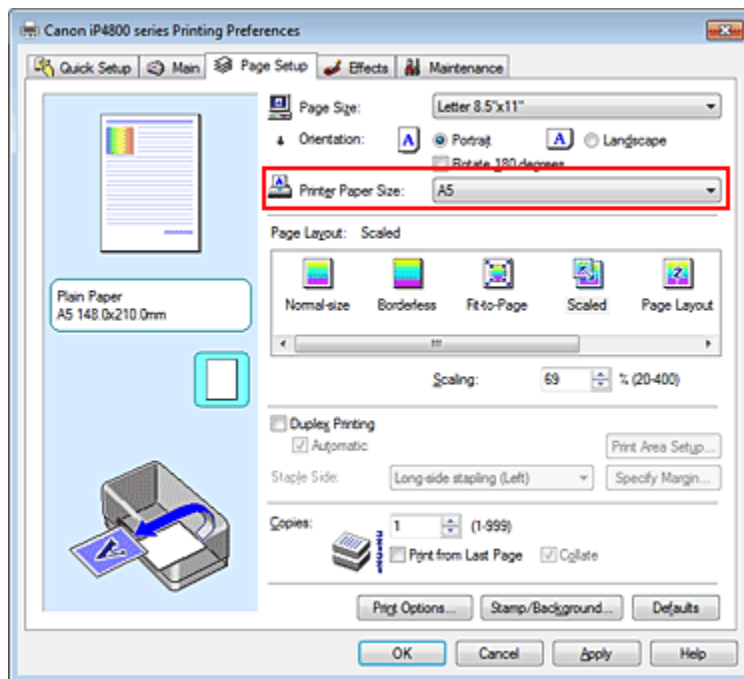 Canon iP4800 series Printing Preferences
Quick Setup Main Page Setup Effects Maintenance
Page Size: Letter 8.5"x11"
Orientation: A Portrait A Landscape
Rotate 180 degrees
Printer Paper Size: A5
Page Layout: Scaled
Normal-size Borderless Fit-to-Page Scaled Page Layout
Plain Paper
A5 148.0x210.0mm
Scaling: 69 % (20-400)
Duplex Printing
Automatic Print Area Setup...
Staple Side: Long-side stapling (Left) Specify Margin...
Copies: 1 (1-999)
Print from Last Page Collate
Print Options... Stamp/Background... Defaults
OK Cancel Apply Help